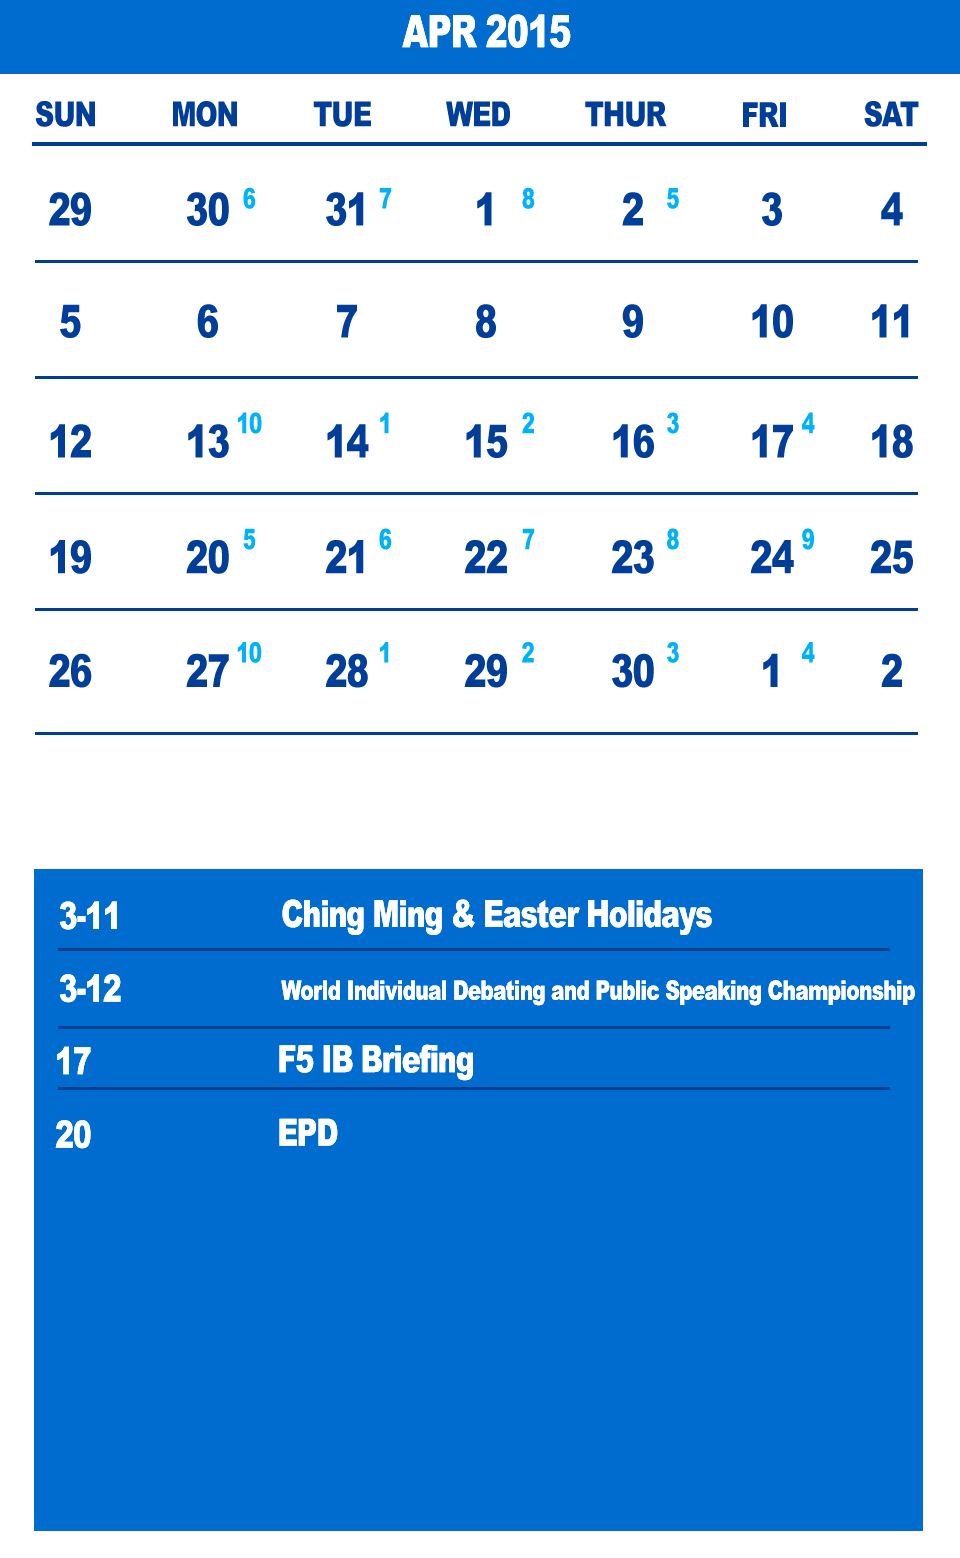 APR 2015
SUN MON TUE WED THUR FRI SAT
29 30 6 31 7 1 8 2 5 3 4
5 6 7 8 9 10 11
12 13 10 14 1 15 2 16 3 17 4 18
19 20 5 21 6 22 7 23 8 24 9 25
26 27 10 28 1 29 2 30 3 1 4 2
3-11 Ching Ming & Easter Holidays
3-12 World Individual Debating and Public Speaking Championship
17 F5 IB Briefing
20 EPD